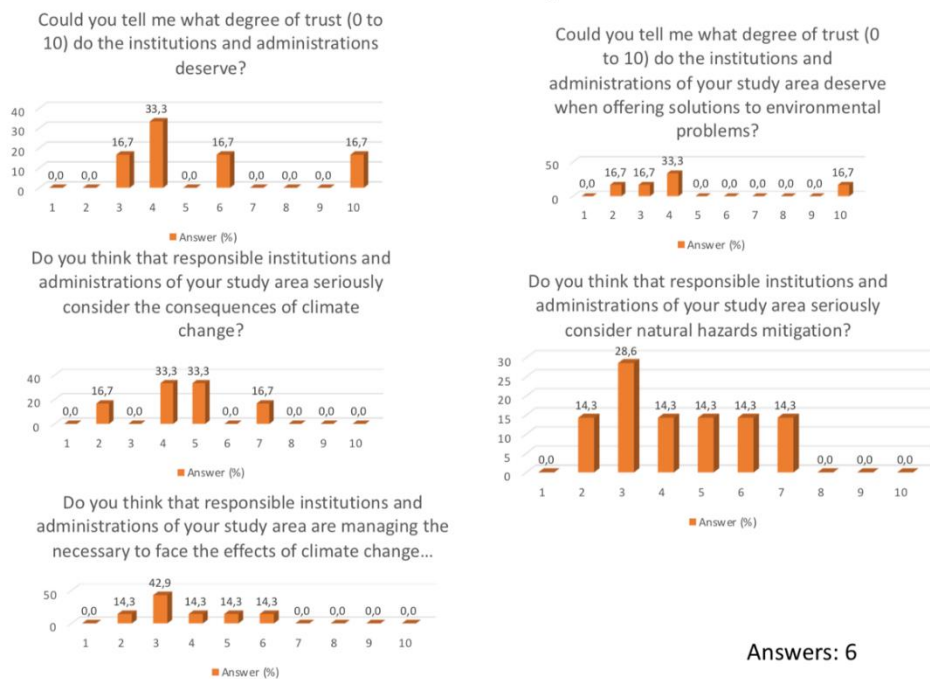 Could you tell me what degree of trust (0 to
10) do the institutions and administrations
deserve?
40
30
20
10
0
0,0 0,0 16,7 33,3 0,0 16,7 0,0 0,0 0,0 16,7
1 2 3 4 5 6 7 8 9 10
Answer (%)
Could you tell me what degree of trust (0
to 10) do the institutions and
administrations of your study area deserve
when offering solutions to environmental
problems?
50
0
0,0 16,7 16,7 33,3 0,0 0,0 0,0 0,0 0,0 16,7
1 2 3 4 5 6 7 8 9 10
Answer (%)
Do you think that responsible institutions and
administrations of your study area seriously
consider the consequences of climate
change?
40
20
0
0,0 16,7 0,0 33,3 33,3 0,0 16,7 0,0 0,0 0,0
1 2 3 4 5 6 7 8 9 10
Answer (%)
Do you think that responsible institutions and
administrations of your study area seriously
consider natural hazards mitigation?
30
25
20
15
10
5
0
0,0 14,3 28,6 14,3 14,3 14,3 14,3 0,0 0,0 0,0
1 2 3 4 5 6 7 8 9 10
Answer (%)
Do you think that responsible institutions and
administrations of your study area are managing the
necessary to face the effects of climate change...
50
0
0,0 14,3 42,9 14,3 14,3 14,3 0,0 0,0 0,0 0,0
1 2 3 4 5 6 7 8 9 10
Answer (%)
Answers: 6